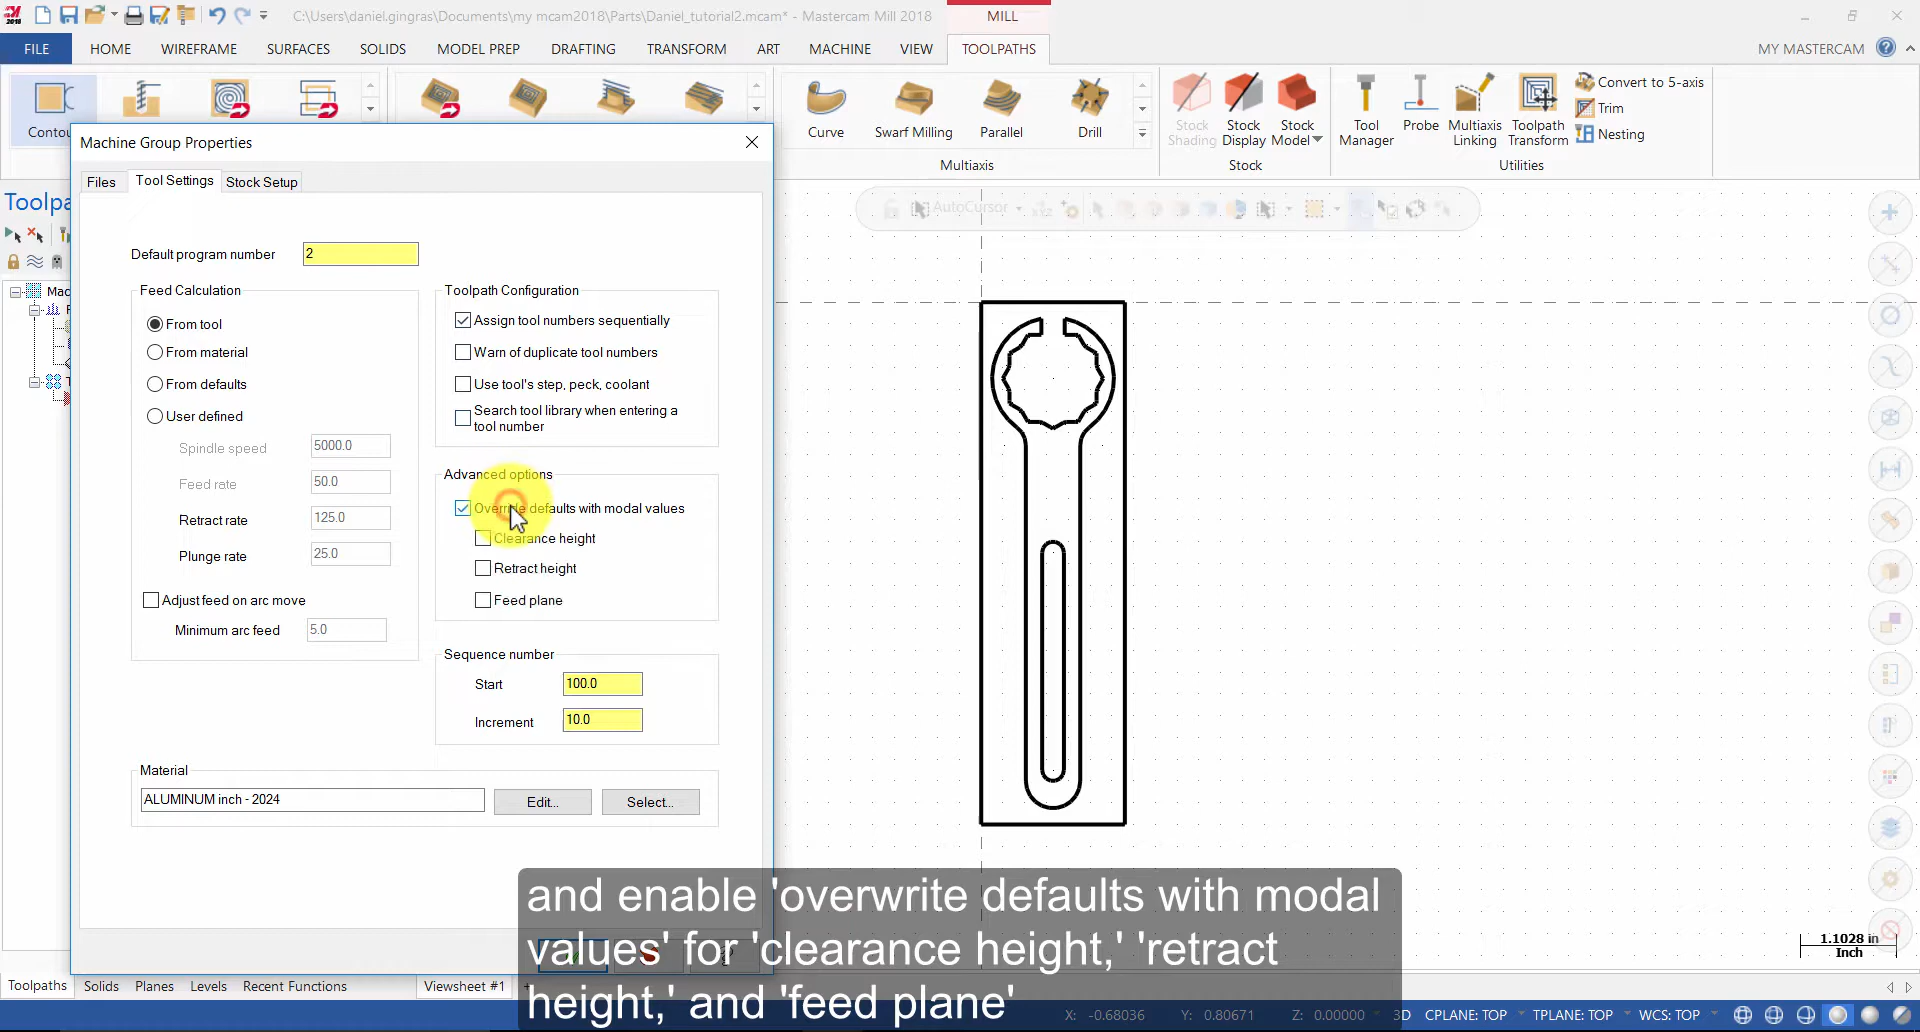 C:\Users\daniel.gingras\Documents\my mcam2018\Parts\Daniel_tutorial2.mcam* - Mastercam Mill 2018
MILL
FILE HOME WIREFRAME SURFACES SOLIDS MODEL PREP DRAFTING TRANSFORM ART MACHINE VIEW TOOLPATHS MY MASTERCAM
Contou
Curve Swarf Milling Parallel Drill
Multiaxis
Stock Shading
Stock Display
Stock Model
Stock
Tool Manager
Probe
Multiaxis Linking
Toolpath Transform
Convert to 5-axis
Trim
Nesting
Utilities
Machine Group Properties
Files Tool Settings Stock Setup
Toolpa
AutoCursor
Mac
Default program number 2
Feed Calculation
From tool
From material
From defaults
User defined
Spindle speed 5000.0
Feed rate 50.0
Retract rate 125.0
Plunge rate 25.0
Adjust feed on arc move
Minimum arc feed 5.0
Toolpath Configuration
Assign tool numbers sequentially
Warn of duplicate tool numbers
Use tool's step, peck, coolant
Search tool library when entering a
tool number
Advanced options
Override defaults with modal values
Clearance height
Retract height
Feed plane
Sequence number
Start 100.0
Increment 10.0
Material
ALUMINUM inch - 2024 Edit... Select...
and enable 'overwrite defaults with modal
values' for 'clearance height,' 'retract
height,' and 'feed plane'
1.1028 in
Inch
Toolpaths Solids Planes Levels Recent Functions Viewsheet #1
X: -0.68036 Y: 0.80671 Z: 0.00000 3D CPLANE: TOP TPLANE: TOP WCS: TOP